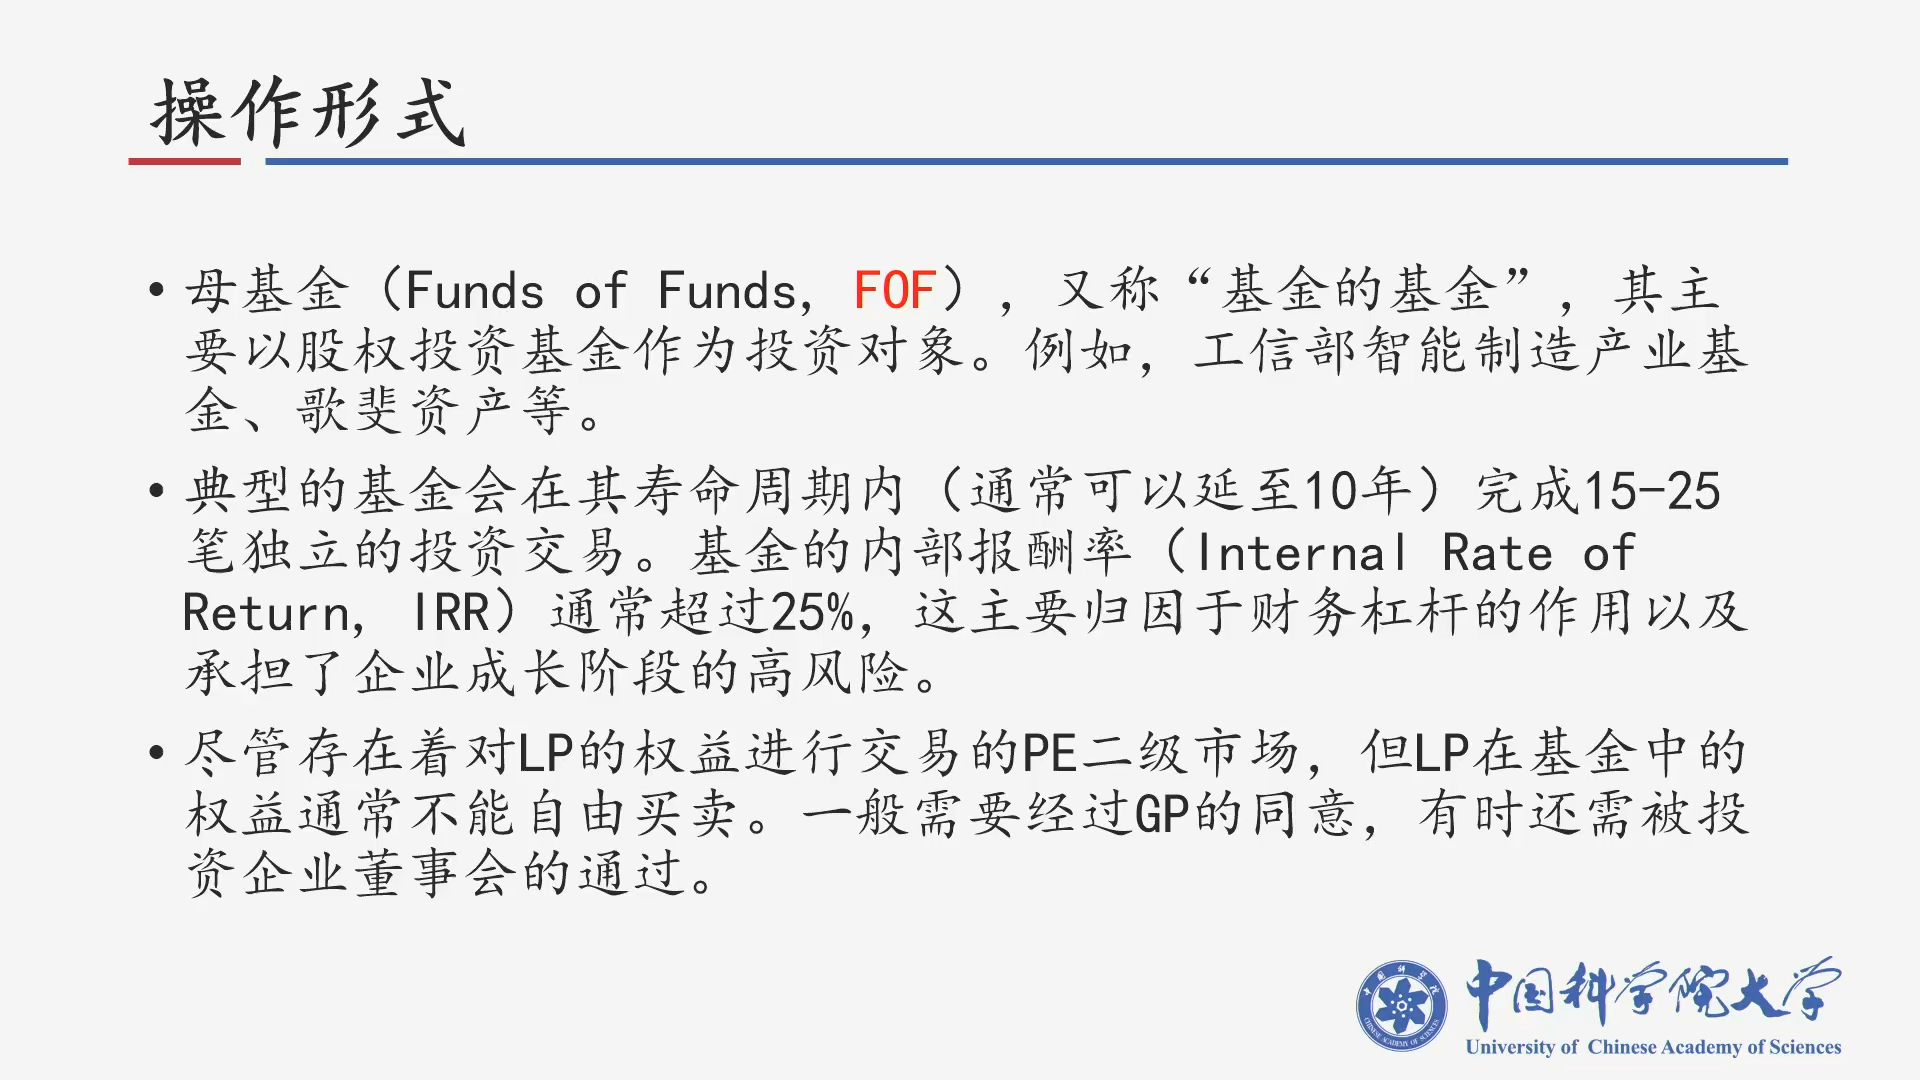 操作形式
• 母基金（Funds of Funds, FOF），又称“基金的基金”，其主
要以股权投资基金作为投资对象。例如，工信部智能制造产业基
金、歌斐资产等。
• 典型的基金会在其寿命周期内（通常可以延至10年）完成15-25
笔独立的投资交易。基金的内部报酬率（Internal Rate of
Return, IRR）通常超过25%，这主要归因于财务杠杆的作用以及
承担了企业成长阶段的高风险。
• 尽管存在着对LP的权益进行交易的PE二级市场，但LP在基金中的
权益通常不能自由买卖。一般需要经过GP的同意，有时还需被投
资企业董事会的通过。
中国科学院大学
University of Chinese Academy of Sciences